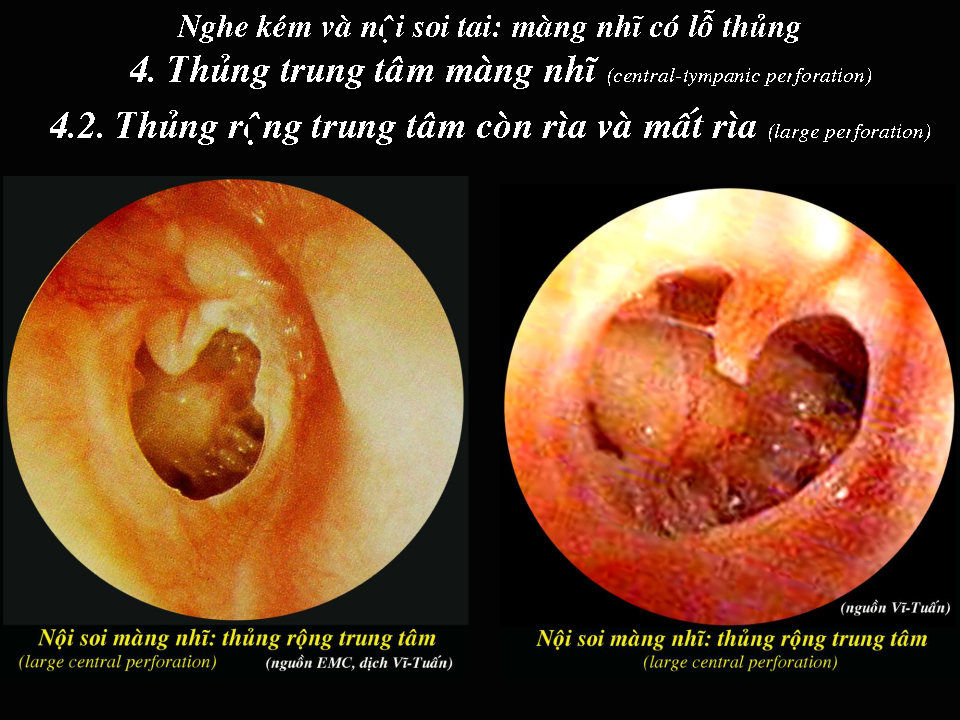 Nghe kém và nội soi tai: màng nhĩ có lỗ thủng
4. Thủng trung tâm màng nhĩ (central-tympanic perforation)
4.2. Thủng rộng trung tâm còn rìa và mất rìa (large perforation)
(nguồn Vĩ-Tuấn)
Nội soi màng nhĩ: thủng rộng trung tâm
(large central perforation) (nguồn EMC, dịch Vĩ-Tuấn)
Nội soi màng nhĩ: thủng rộng trung tâm
(large central perforation)